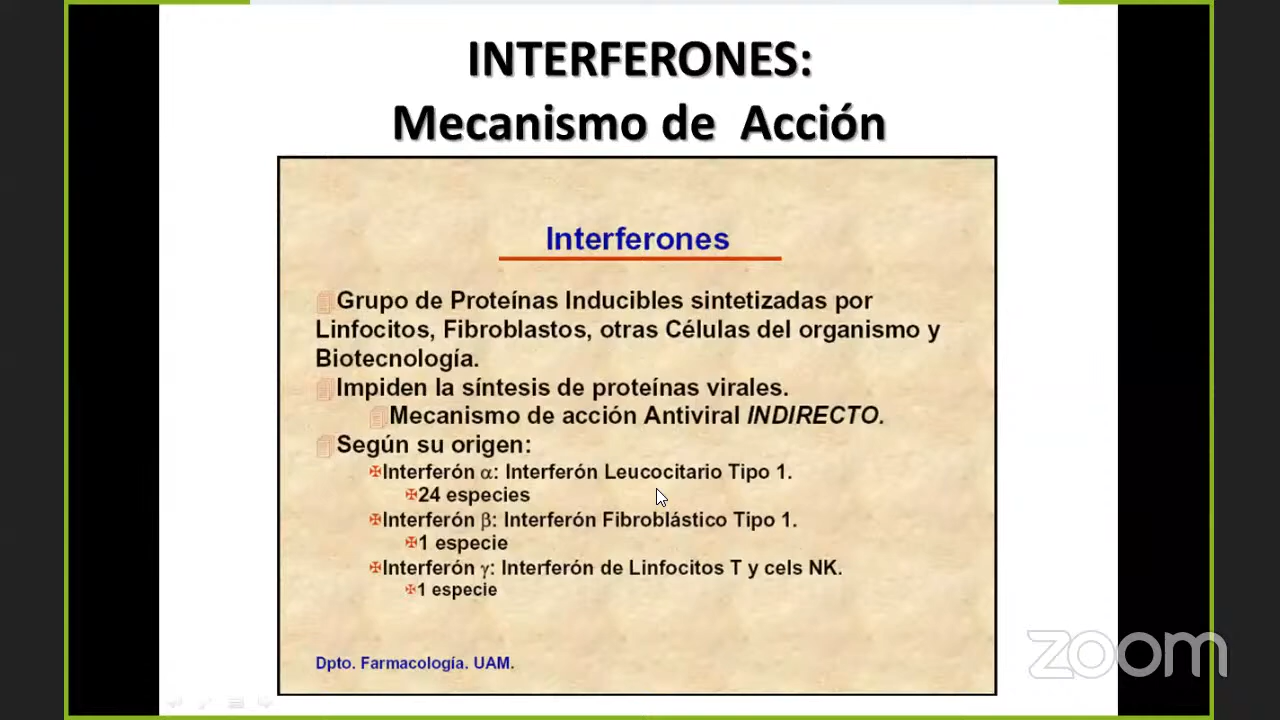 INTERFERONES:
Mecanismo de Acción
Interferones
Grupo de Proteínas Inducibles sintetizadas por
Linfocitos, Fibroblastos, otras Células del organismo y
Biotecnología.
Impiden la síntesis de proteínas virales.
Mecanismo de acción Antiviral INDIRECTO.
Según su origen:
Interferón α: Interferón Leucocitario Tipo 1.
24 especies
Interferón β: Interferón Fibroblástico Tipo 1.
1 especie
Interferón γ: Interferón de Linfocitos T y cels NK.
1 especie
Dpto. Farmacología. UAM.
zoom